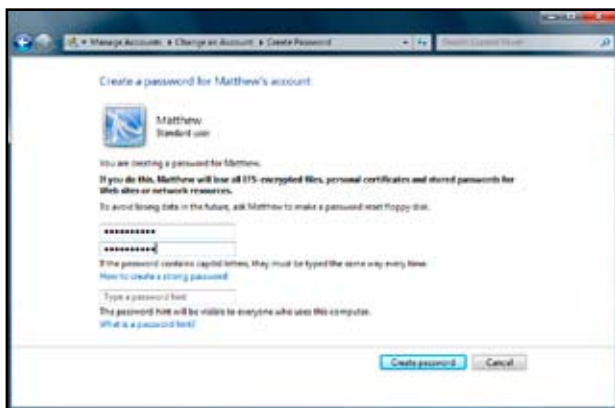 Manage Accounts Change an Account Create Password
Search Control Panel
Create a password for Matthew's account
Matthew
Standard user
You are creating a password for Matthew.
If you do this, Matthew will lose all EFS-encrypted files, personal certificates and stored passwords for
Web sites or network resources.
To avoid losing data in the future, ask Matthew to make a password reset floppy disk.
••••••••••
••••••••••
If the password contains capital letters, they must be typed the same way every time.
How to create a strong password
Type a password hint
The password hint will be visible to everyone who uses this computer.
What is a password hint?
Create password Cancel